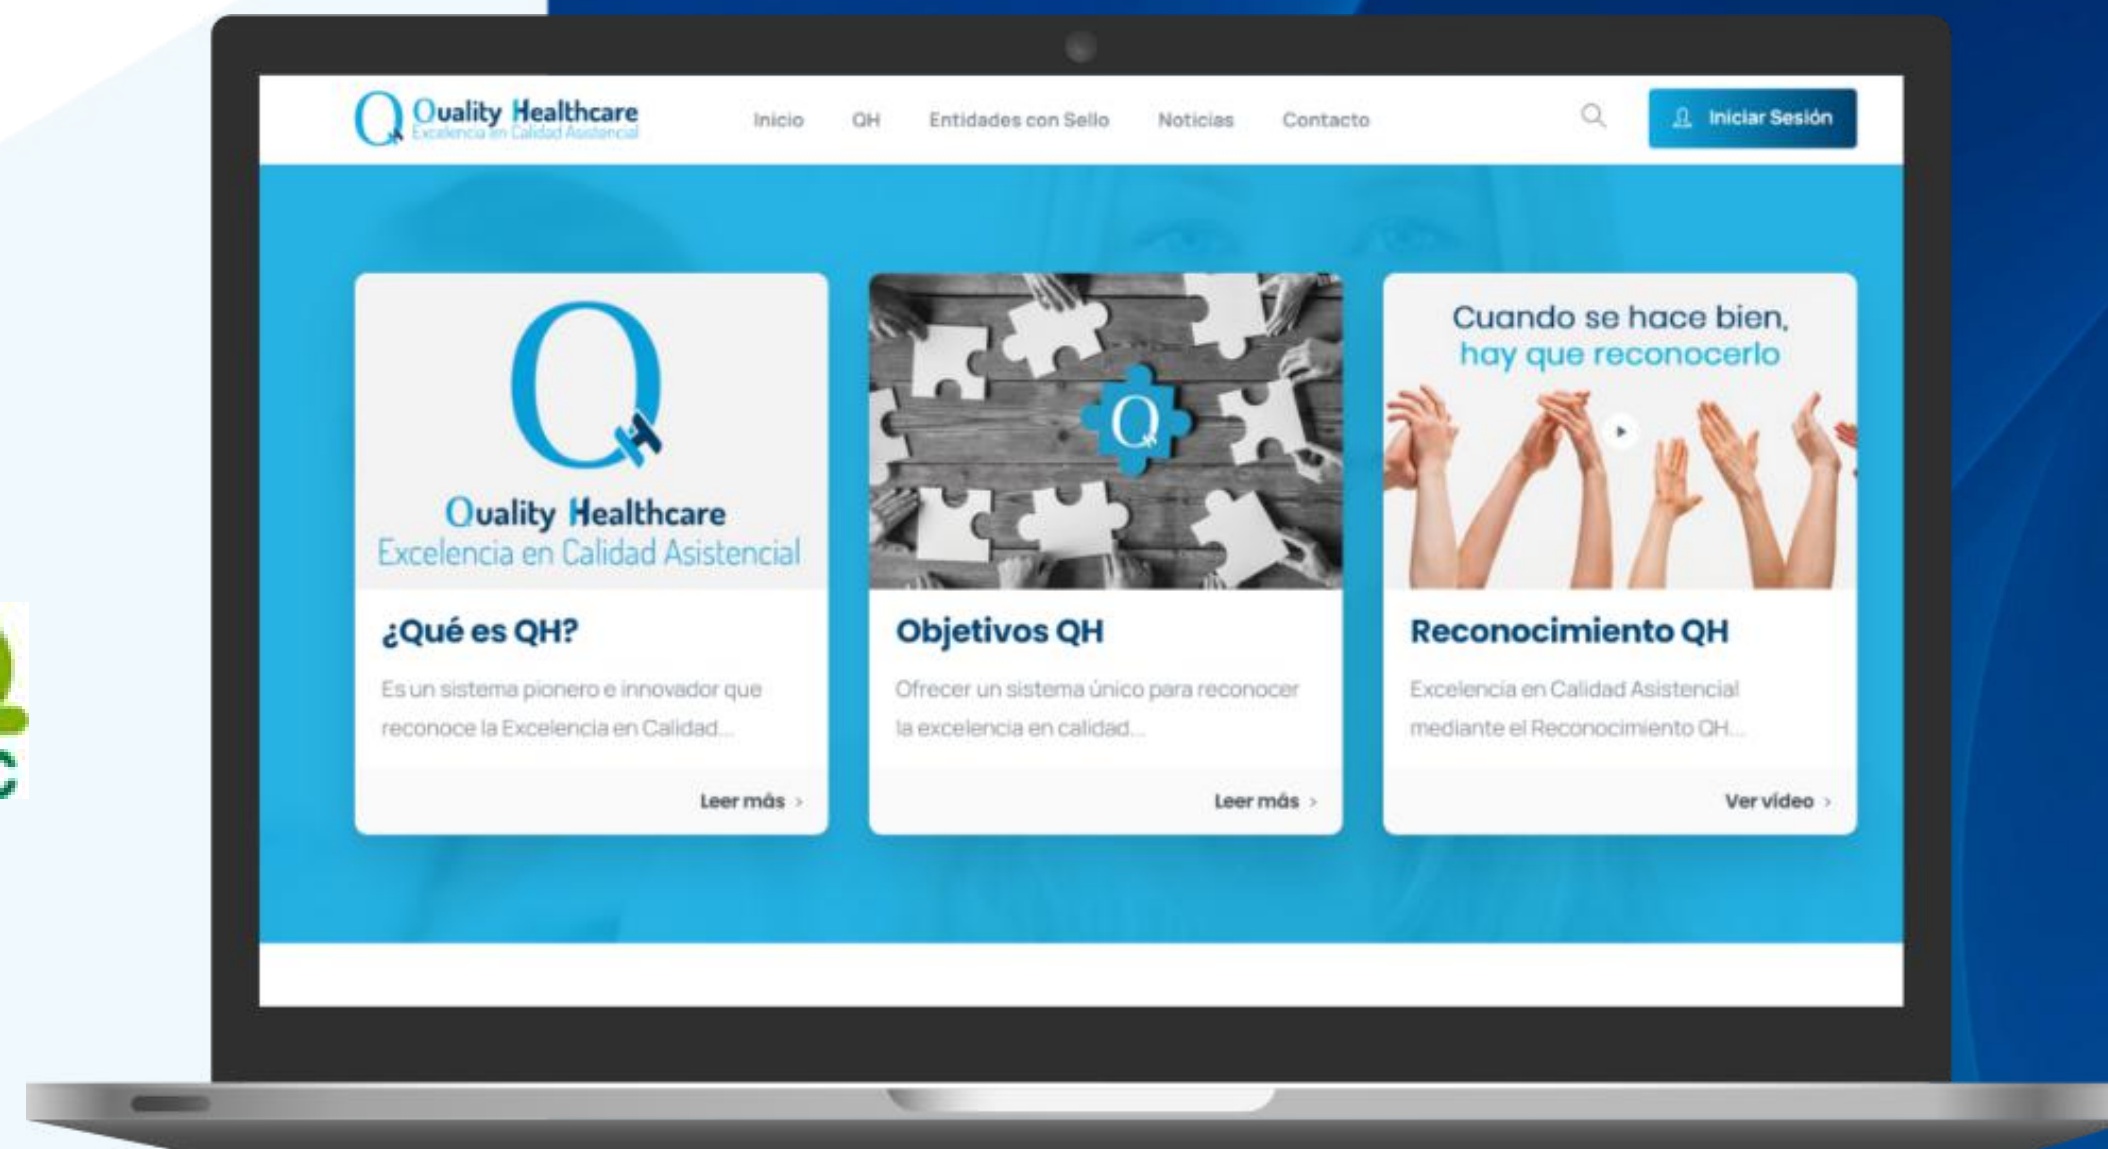 Quality Healthcare
Excelencia en Calidad Asistencial
Inicio
QH
Entidades con Sello
Noticias
Contacto
Iniciar Sesión
Quality Healthcare
Excelencia en Calidad Asistencial
¿Qué es QH?
Es un sistema pionero e innovador que
reconoce la Excelencia en Calidad...
Leer más >
Q
Objetivos QH
Ofrecer un sistema único para reconocer
la excelencia en calidad...
Leer más >
Cuando se hace bien,
hay que reconocerlo
Reconocimiento QH
Excelencia en Calidad Asistencial
mediante el Reconocimiento QH...
Ver vídeo >